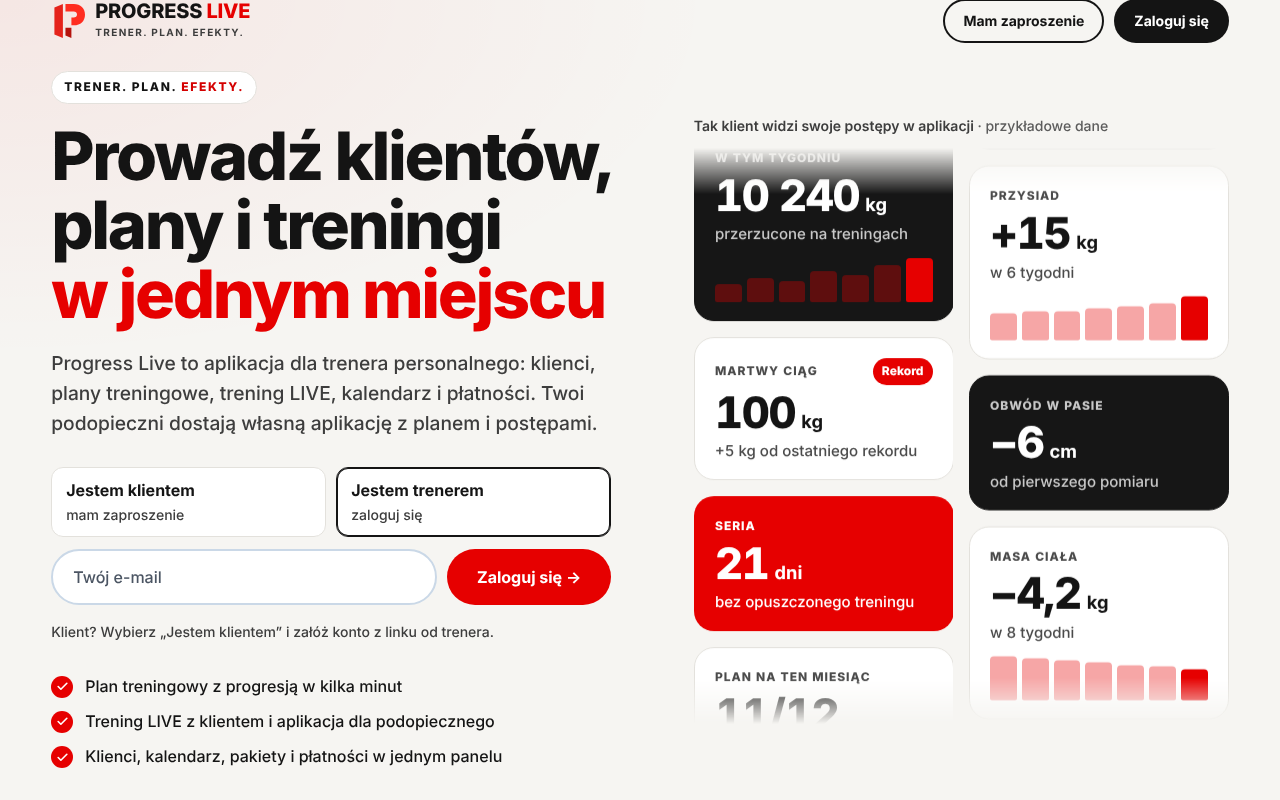 PROGRESS LIVE
TRENER. PLAN. EFEKTY.
Mam zaproszenie
Zaloguj się
TRENER. PLAN. EFEKTY.
Prowadź klientów,
plany i treningi
w jednym miejscu
Progress Live to aplikacja dla trenera personalnego: klienci,
plany treningowe, trening LIVE, kalendarz i płatności. Twoi
podopieczni dostają własną aplikację z planem i postępami.
Jestem klientem
mam zaproszenie
Jestem trenerem
zaloguj się
Twój e-mail
Zaloguj się →
Klient? Wybierz „Jestem klientem” i załóż konto z linku od trenera.
Plan treningowy z progresją w kilka minut
Trening LIVE z klientem i aplikacja dla podopiecznego
Klienci, kalendarz, pakiety i płatności w jednym panelu
Tak klient widzi swoje postępy w aplikacji · przykładowe dane
W TYM TYGODNIU
10 240 kg
przerzucone na treningach
MARTWY CIĄG
Rekord
100 kg
+5 kg od ostatniego rekordu
SERIA
21 dni
bez opuszczonego treningu
PLAN NA TEN MIESIĄC
11/12
PRZYSIAD
+15 kg
w 6 tygodni
OBWÓD W PASIE
−6 cm
od pierwszego pomiaru
MASA CIAŁA
−4,2 kg
w 8 tygodni